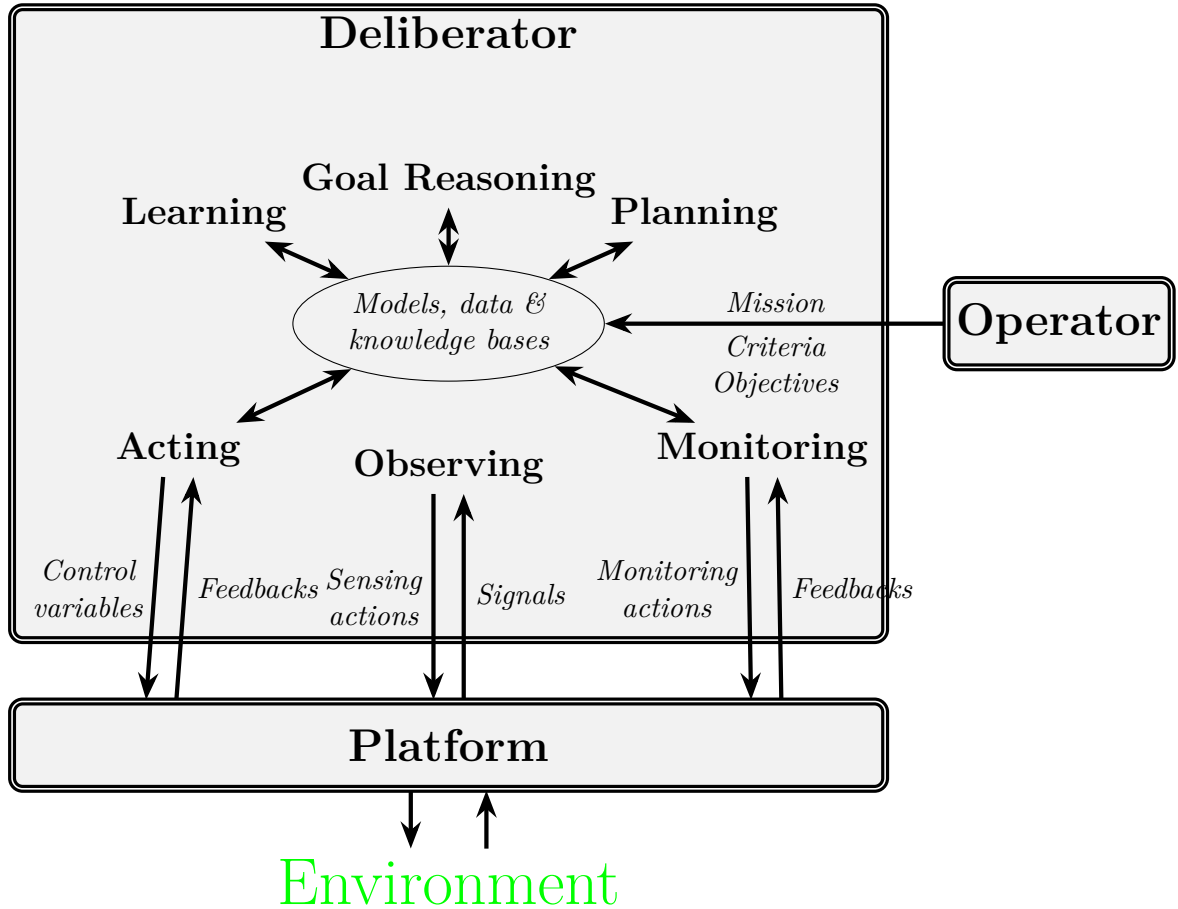 Deliberator
Goal Reasoning
Learning
Planning
Models, data &
knowledge bases
Mission
Criteria
Objectives
Operator
Acting
Observing
Monitoring
Control
variables
Feedbacks
Sensing
actions
Signals
Monitoring
actions
Feedbacks
Platform
Environment